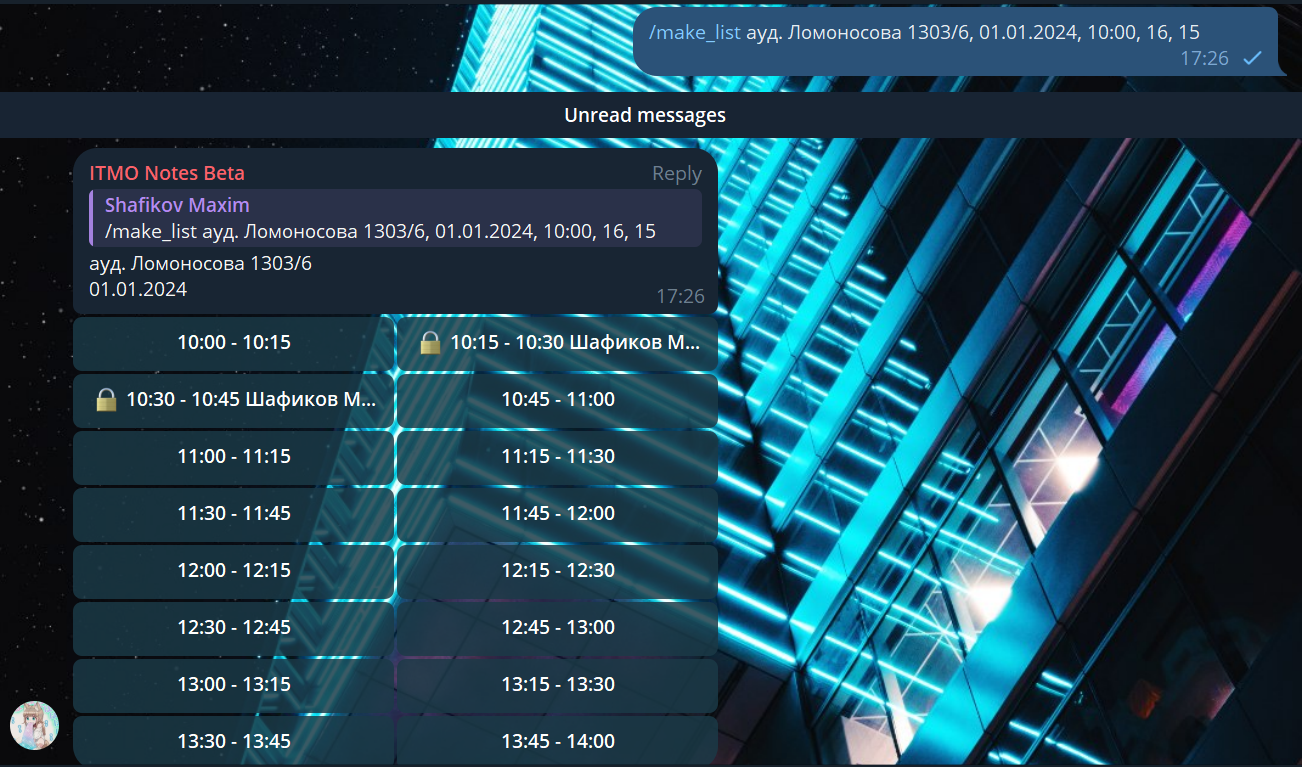 /make_list ауд. Ломоносова 1303/6, 01.01.2024, 10:00, 16, 15
17:26
Unread messages
ITMO Notes Beta Reply
Shafikov Maxim
/make_list ауд. Ломоносова 1303/6, 01.01.2024, 10:00, 16, 15
ауд. Ломоносова 1303/6
01.01.2024
17:26
10:00 - 10:15 10:15 - 10:30 Шафиков М...
10:30 - 10:45 Шафиков М... 10:45 - 11:00
11:00 - 11:15 11:15 - 11:30
11:30 - 11:45 11:45 - 12:00
12:00 - 12:15 12:15 - 12:30
12:30 - 12:45 12:45 - 13:00
13:00 - 13:15 13:15 - 13:30
13:30 - 13:45 13:45 - 14:00